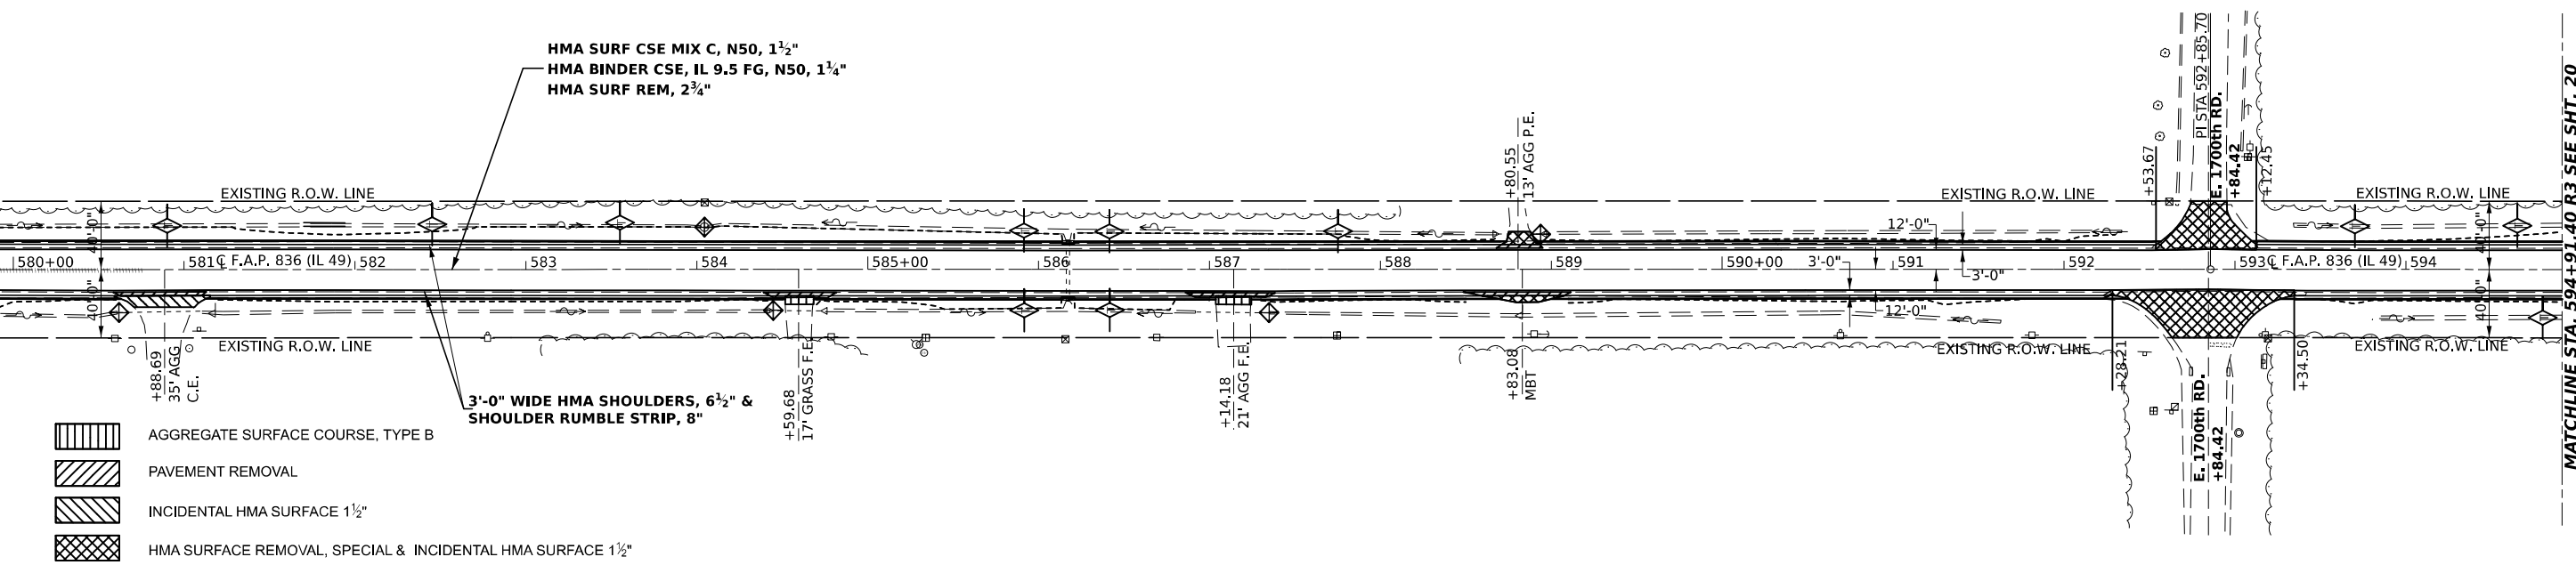 HMA SURF CSE MIX C, N50, 1½"
HMA BINDER CSE, IL 9.5 FG, N50, 1¼"
HMA SURF REM, 2¾"
+80.55
13' AGG P.E.
+53.67
PI STA 592+85.70
E. 1700th RD.
+84.42
+12.45
MATCHLINE STA. 594+91.40 R3 SEE SHT. 20
EXISTING R.O.W. LINE
EXISTING R.O.W. LINE
EXISTING R.O.W. LINE
40'-0"
12'-0"
40'-0"
580+00
581
℄ F.A.P. 836 (IL 49)
582
583
584
585+00
586
587
588
589
590+00
3'-0"
591
3'-0"
592
593
℄ F.A.P. 836 (IL 49)
594
40'-0"
12'-0"
40'-0"
EXISTING R.O.W. LINE
EXISTING R.O.W. LINE
EXISTING R.O.W. LINE
+88.69
35' AGG
C.E.
3'-0" WIDE HMA SHOULDERS, 6½" &
SHOULDER RUMBLE STRIP, 8"
+59.68
17' GRASS F.E.
+14.18
21' AGG F.E.
+83.08
MBT
+28.21
E. 1700th RD.
+84.42
+34.50
AGGREGATE SURFACE COURSE, TYPE B
PAVEMENT REMOVAL
INCIDENTAL HMA SURFACE 1½"
HMA SURFACE REMOVAL, SPECIAL & INCIDENTAL HMA SURFACE 1½"